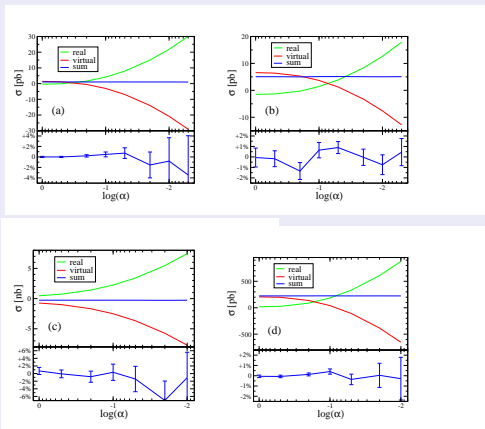 30
20
10
0
-10
-20
30
σ [pb]
real
virtual
sum
(a)
+4%
+2%
0
-2%
-4%
0
-1
-2
log(α)
20
10
0
-10
σ [pb]
real
virtual
sum
(b)
+2%
+1%
0
-1%
-2%
0
-1
-2
log(α)
5
0
-5
σ [nb]
real
virtual
sum
(c)
+6%
+4%
+2%
0
-2%
-4%
-6%
0
-1
-2
log(α)
500
0
-500
σ [pb]
real
virtual
sum
(d)
+2%
+1%
0
+1%
-2%
0
-1
-2
log(α)